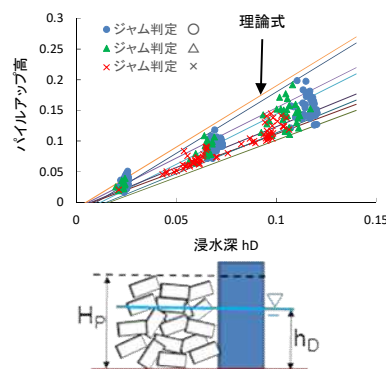 理論式
ジャム判定 ○
ジャム判定 △
ジャム判定 ×
パイルアップ高
0.3
0.25
0.2
0.15
0.1
0.05
0
0
0.05
0.1
0.15
浸水深 hD
Hp
hD